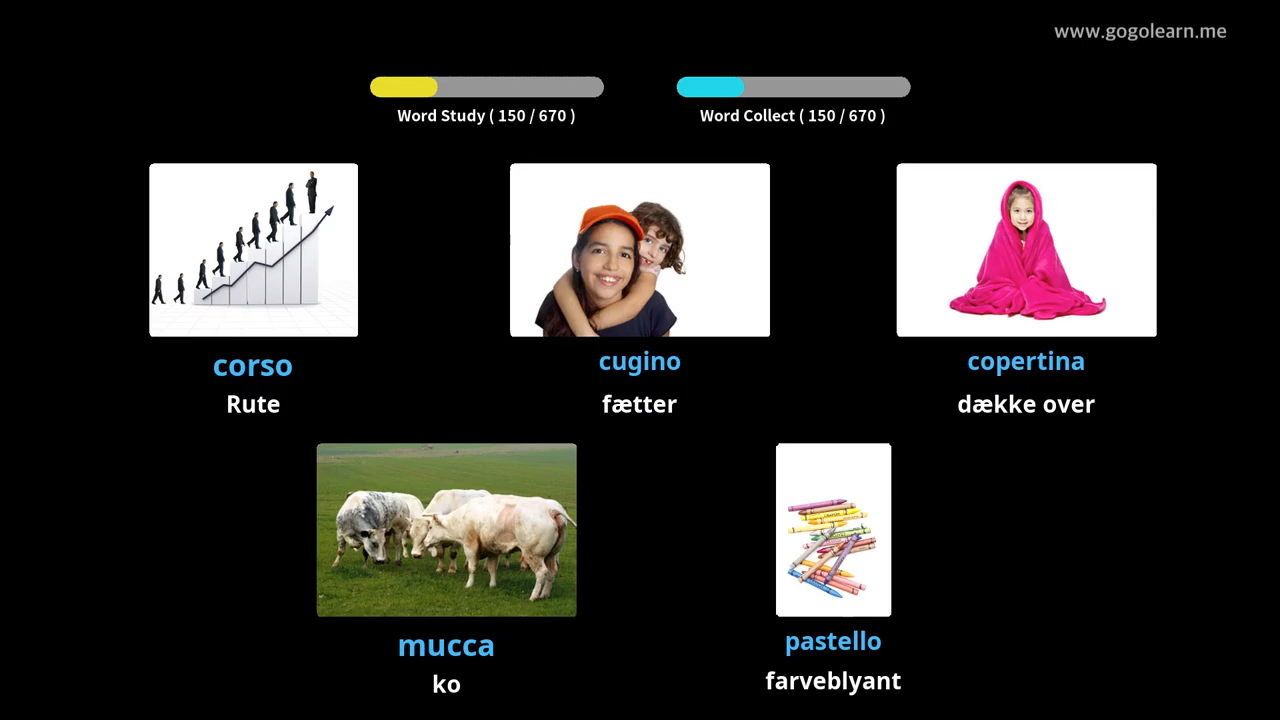 www.gogolearn.me
Word Study ( 150 / 670 )
Word Collect ( 150 / 670 )
corso
Rute
cugino
fætter
copertina
dække over
mucca
ko
pastello
farveblyant